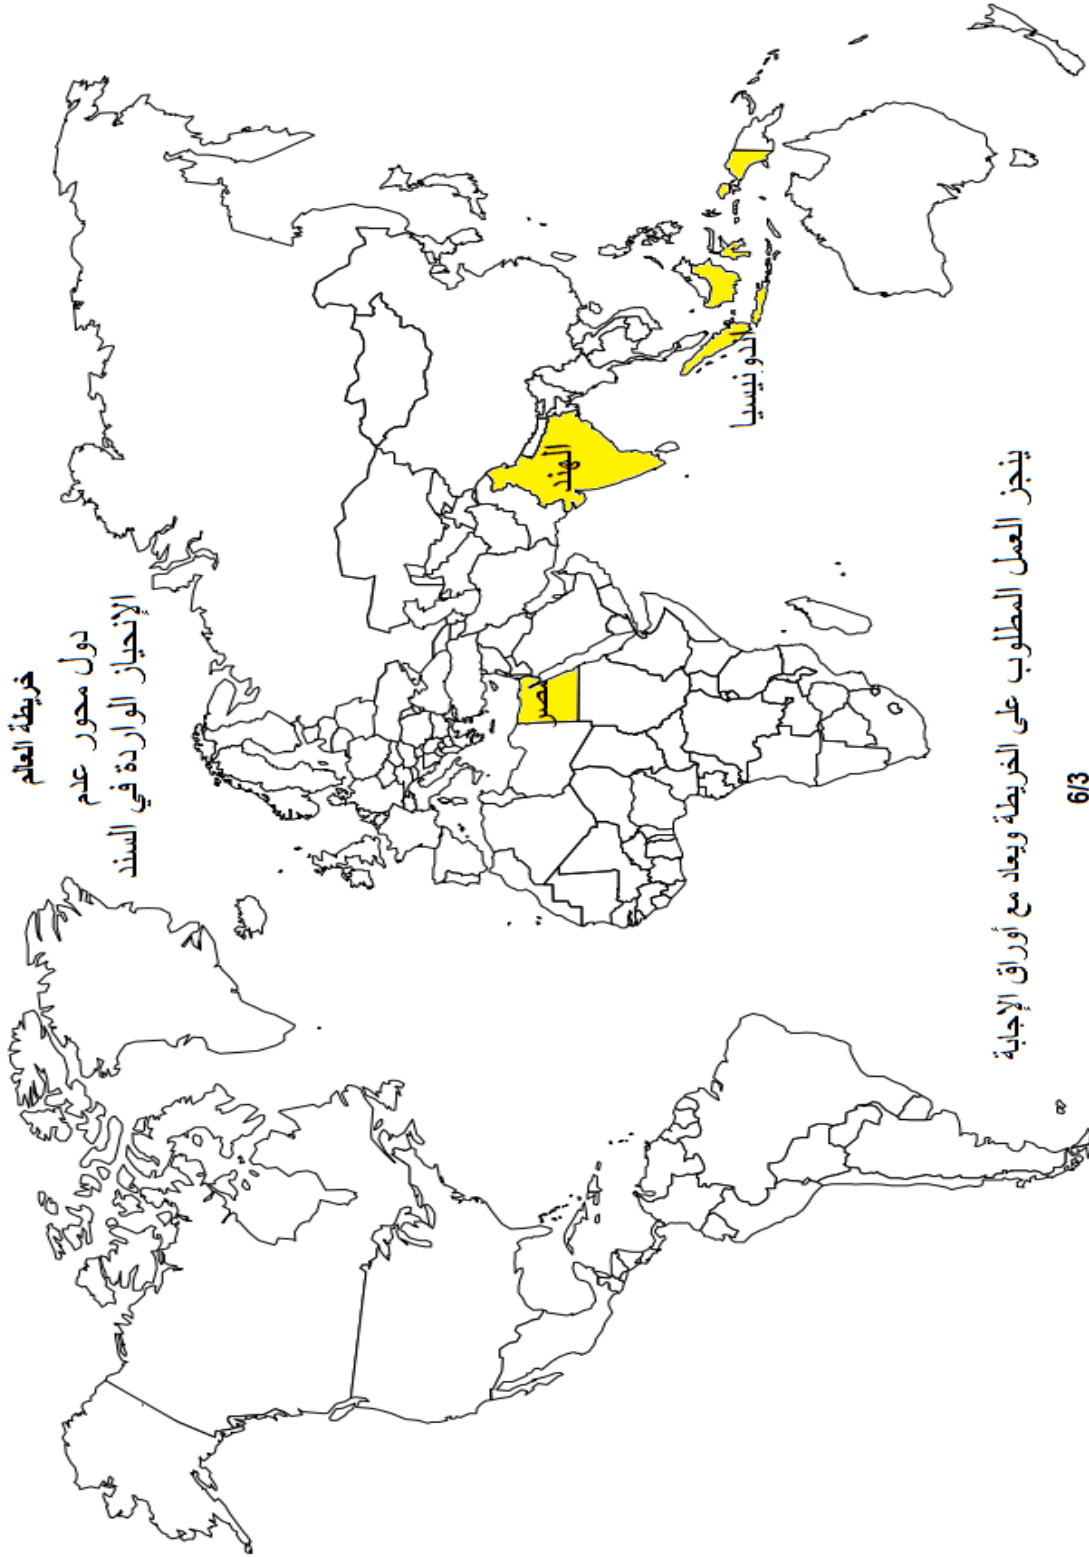 خريطة العالم
دول محور عدم
الإنحياز الواردة في السند
مصر
الهند
اندونيسيا
ينجز العمل المطلوب على الخريطة ويعاد مع أوراق الإجابة
6/3